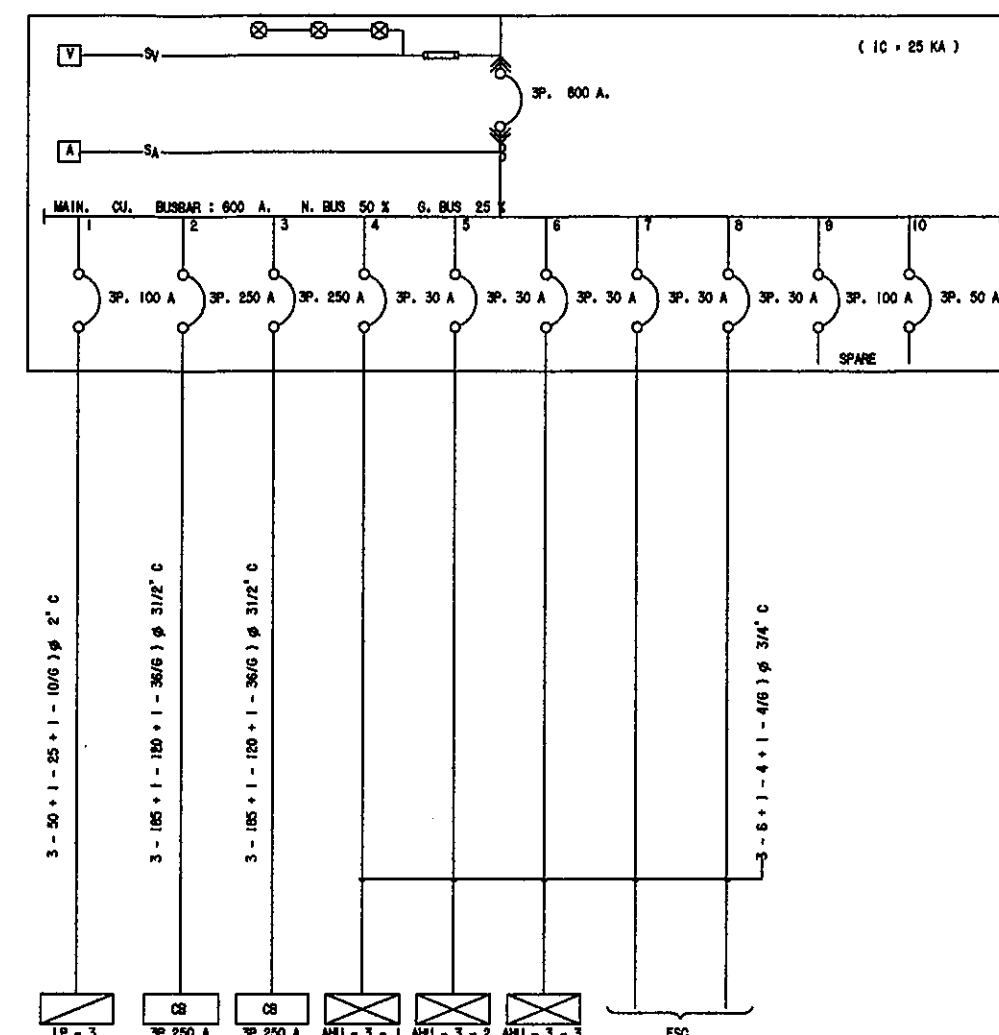 V
SV
( IC = 25 KA )
3P. 600 A.
A
SA
MAIN. CU. BUSBAR : 600 A. N. BUS 50 % G. BUS 25 %
1 2 3 4 5 6 7 8 9 10
3P. 100 A 3P. 250 A 3P. 250 A 3P. 30 A 3P. 30 A 3P. 30 A 3P. 30 A 3P. 30 A 3P. 100 A 3P. 50 A
SPARE
3 - 50 + 1 - 25 + 1 - 10/G ) ø 2" C
3 - 185 + 1 - 120 + 1 - 36/G ) ø 31/2" C
3 - 185 + 1 - 120 + 1 - 36/G ) ø 31/2" C
3 - 6 + 1 - 4 + 1 - 4/G ) ø 3/4" C
CB CB
LP - 3 3P 250 A 3P 250 A AHU - 3 - 1 AHU - 3 - 2 AHU - 3 - 3 ESC